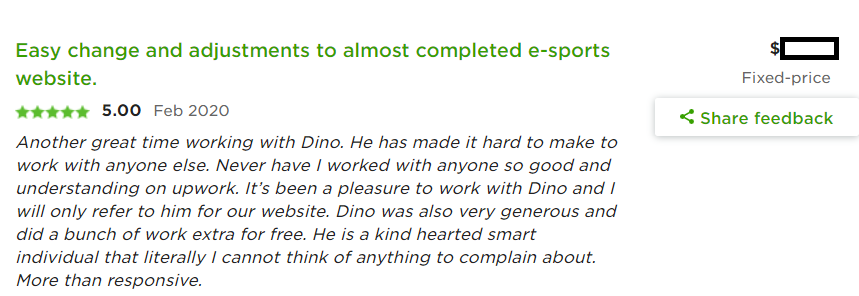 Easy change and adjustments to almost completed e-sports
website.
$
Fixed-price
Share feedback
5.00 Feb 2020
Another great time working with Dino. He has made it hard to make to
work with anyone else. Never have I worked with anyone so good and
understanding on upwork. It’s been a pleasure to work with Dino and I
will only refer to him for our website. Dino was also very generous and
did a bunch of work extra for free. He is a kind hearted smart
individual that literally I cannot think of anything to complain about.
More than responsive.